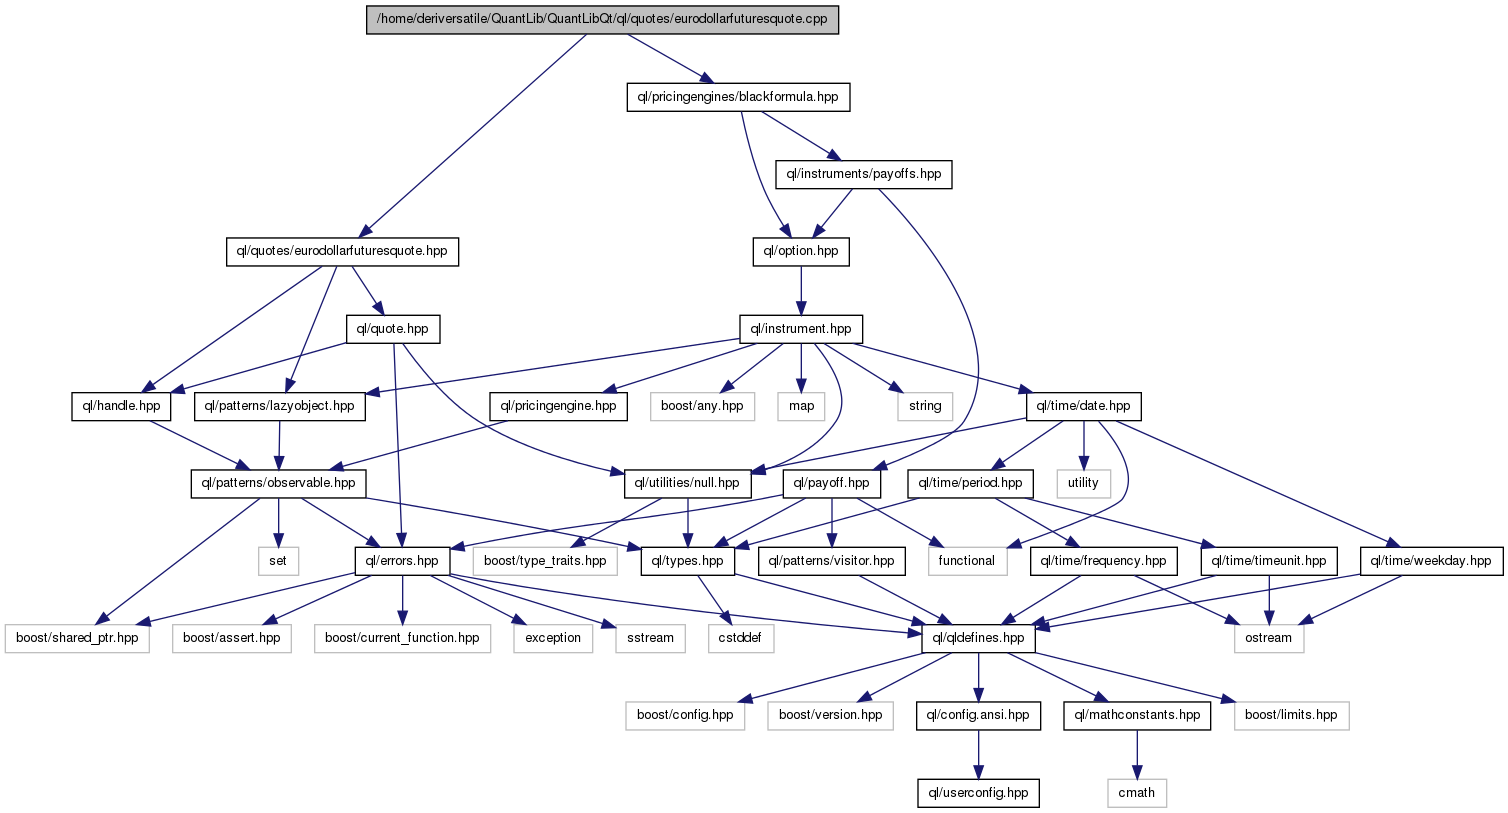 /home/deriversatile/QuantLib/QuantLibQt/ql/quotes/eurodollarfuturesquote.cpp
ql/pricingengines/blackformula.hpp
ql/instruments/payoffs.hpp
ql/quotes/eurodollarfuturesquote.hpp
ql/option.hpp
ql/quote.hpp
ql/instrument.hpp
ql/handle.hpp
ql/patterns/lazyobject.hpp
ql/pricingengine.hpp
boost/any.hpp
map
string
ql/time/date.hpp
ql/patterns/observable.hpp
ql/utilities/null.hpp
ql/payoff.hpp
ql/time/period.hpp
utility
set
ql/errors.hpp
boost/type_traits.hpp
ql/types.hpp
ql/patterns/visitor.hpp
functional
ql/time/frequency.hpp
ql/time/timeunit.hpp
ql/time/weekday.hpp
boost/shared_ptr.hpp
boost/assert.hpp
boost/current_function.hpp
exception
sstream
cstddef
ql/qldefines.hpp
ostream
boost/config.hpp
boost/version.hpp
ql/config.ansi.hpp
ql/mathconstants.hpp
boost/limits.hpp
ql/userconfig.hpp
cmath